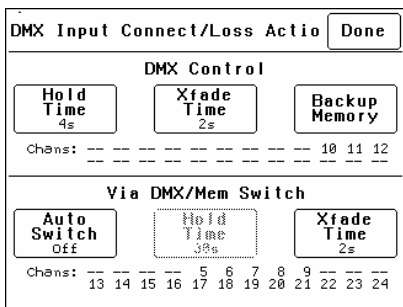 DMX Input Connect/Loss Actio Done
DMX Control
Hold Time 4s
Xfade Time 2s
Backup Memory
Chans: -- -- -- -- -- -- -- -- -- 10 11 12
-- -- -- -- -- -- -- -- -- -- -- --
Via DMX/Mem Switch
Auto Switch Off
Hold Time 30s
Xfade Time 2s
Chans: -- -- -- -- 5 6 7 8 9 -- -- --
13 14 15 16 17 18 19 20 21 22 23 24